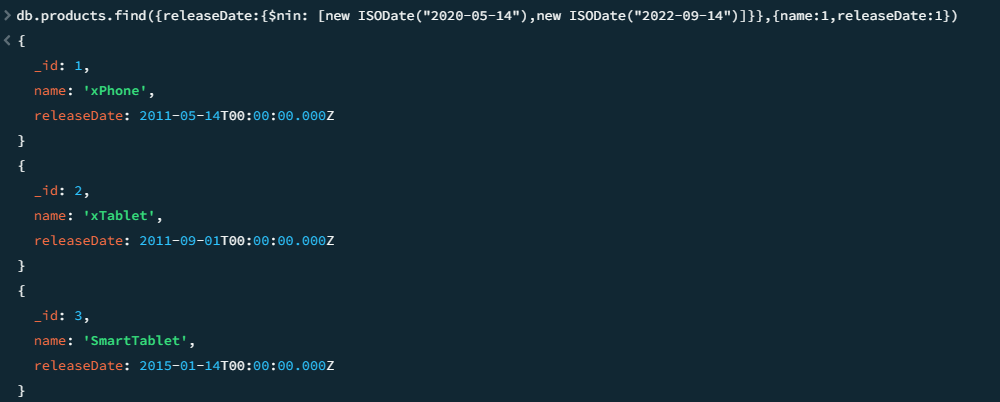 > db.products.find({releaseDate:{$nin: [new ISODate("2020-05-14"),new ISODate("2022-09-14")]}},{name:1,releaseDate:1})
< {
_id: 1,
name: 'xPhone',
releaseDate: 2011-05-14T00:00:00.000Z
}
{
_id: 2,
name: 'xTablet',
releaseDate: 2011-09-01T00:00:00.000Z
}
{
_id: 3,
name: 'SmartTablet',
releaseDate: 2015-01-14T00:00:00.000Z
}